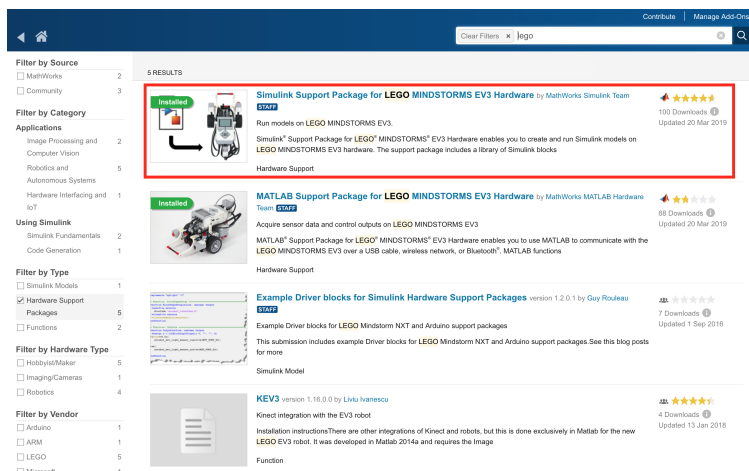 Contribute Manage Add-Ons
Clear Filters × lego
Filter by Source
MathWorks 2
Community 3
Filter by Category
Applications
Image Processing and 2
Computer Vision
Robotics and 5
Autonomous Systems
Hardware Interfacing and 1
IoT
Using Simulink
Simulink Fundamentals 2
Code Generation 1
Filter by Type
Simulink Models 1
Hardware Support
Packages 5
Functions 2
Filter by Hardware Type
Hobbyist/Maker 5
Imaging/Cameras 1
Robotics 4
Filter by Vendor
Arduino 1
ARM 1
LEGO 5
5 RESULTS
Installed
Simulink Support Package for LEGO MINDSTORMS EV3 Hardware by MathWorks Simulink Team
STAFF
Run models on LEGO MINDSTORMS EV3.
Simulink® Support Package for LEGO® MINDSTORMS® EV3 Hardware enables you to create and run Simulink models on
LEGO MINDSTORMS EV3 hardware. The support package includes a library of Simulink blocks
Hardware Support
100 Downloads
Updated 20 Mar 2019
Installed
MATLAB Support Package for LEGO MINDSTORMS EV3 Hardware by MathWorks MATLAB Hardware
Team STAFF
Acquire sensor data and control outputs on LEGO MINDSTORMS EV3
MATLAB® Support Package for LEGO® MINDSTORMS® EV3 Hardware enables you to use MATLAB to communicate with the
LEGO MINDSTORMS EV3 over a USB cable, wireless network, or Bluetooth®. MATLAB functions
Hardware Support
88 Downloads
Updated 20 Mar 2019
Example Driver blocks for Simulink Hardware Support Packages version 1.2.0.1 by Guy Rouleau
STAFF
Example Driver blocks for LEGO Mindstorm NXT and Arduino support packages
This submission includes example Driver blocks for LEGO Mindstorm NXT and Arduino support packages.See this blog posts
for more
Simulink Model
7 Downloads
Updated 1 Sep 2016
KEV3 version 1.16.0.0 by Liviu Ivanescu
Kinect integration with the EV3 robot
Installation instructionsThere are other integrations of Kinect and robots, but this is done exclusively in Matlab for the new
LEGO EV3 robot. It was developed in Matlab 2014a and requires the Image
Function
4 Downloads
Updated 13 Jan 2018